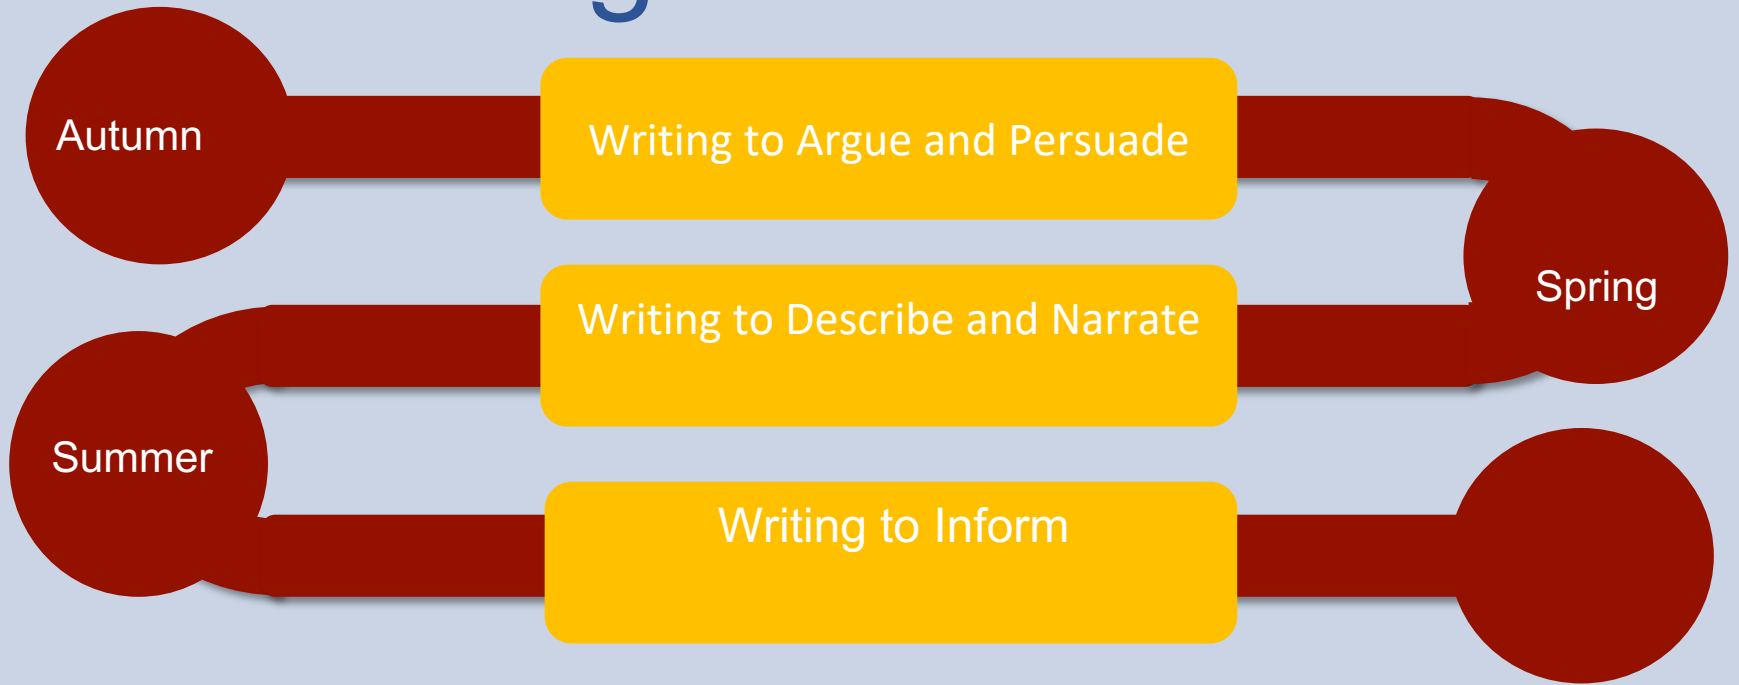 Autumn
Writing to Argue and Persuade
Spring
Writing to Describe and Narrate
Summer
Writing to Inform